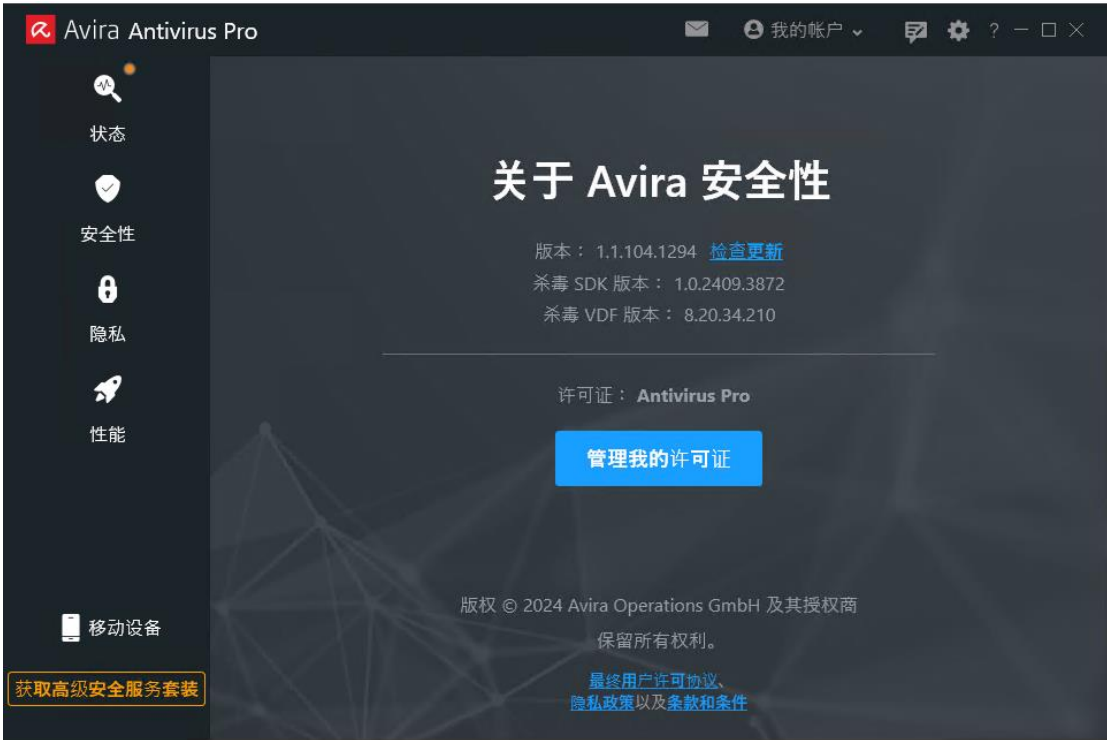 Avira Antivirus Pro
我的帐户
?
状态
安全性
隐私
性能
移动设备
获取高级安全服务套装
关于 Avira 安全性
版本： 1.1.104.1294 检查更新
杀毒 SDK 版本： 1.0.2409.3872
杀毒 VDF 版本： 8.20.34.210
许可证： Antivirus Pro
管理我的许可证
版权 © 2024 Avira Operations GmbH 及其授权商
保留所有权利。
最终用户许可协议、
隐私政策以及条款和条件